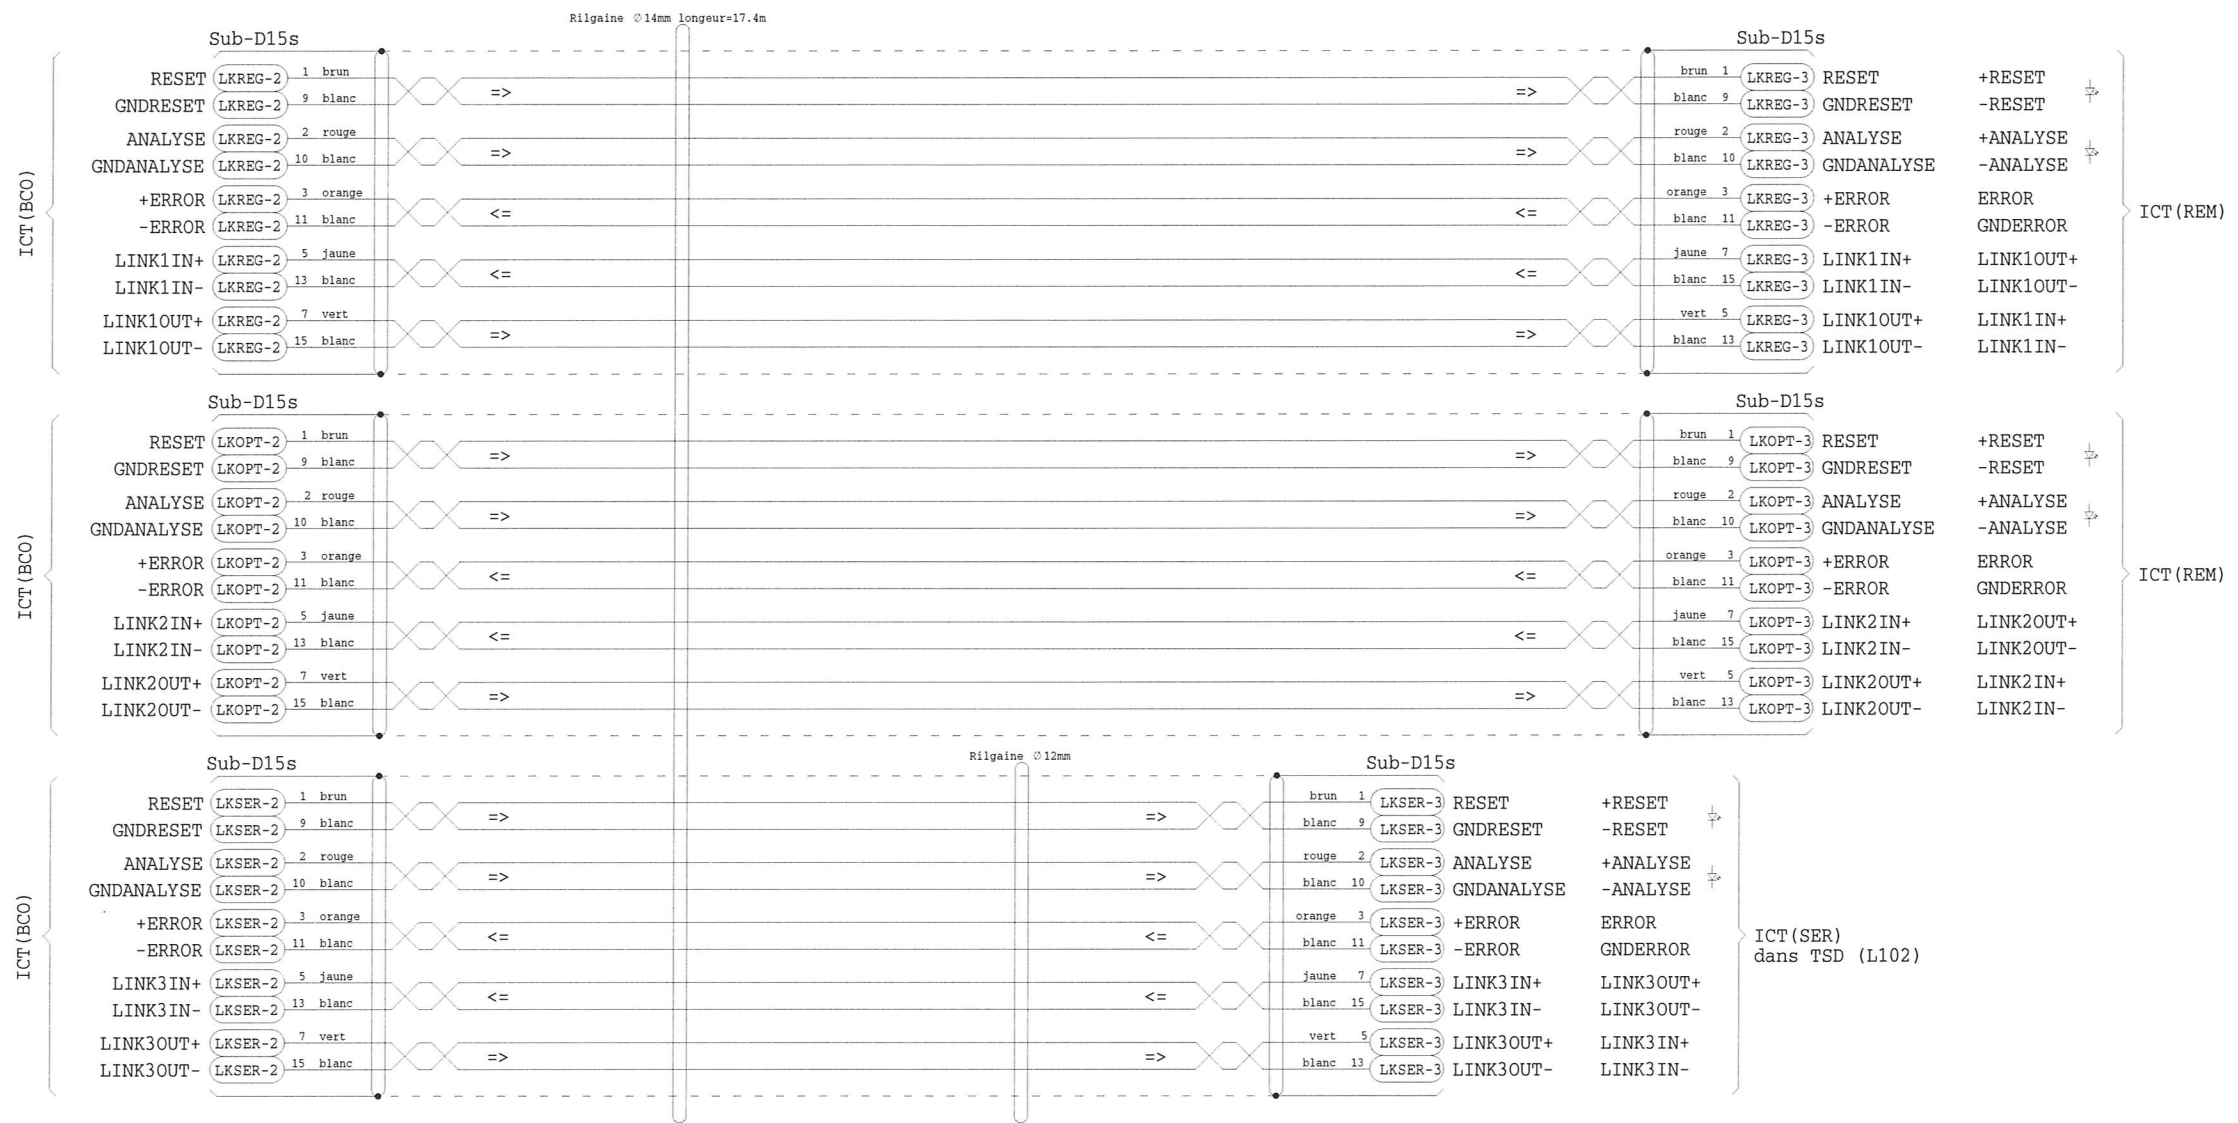 Rilgaine ∅14mm longeur=17.4m
Sub-D15s Sub-D15s
RESET LKREG-2 1 brun => => brun 1 LKREG-3 RESET +RESET
GNDRESET LKREG-2 9 blanc blanc 9 LKREG-3 GNDRESET -RESET
ANALYSE LKREG-2 2 rouge => => rouge 2 LKREG-3 ANALYSE +ANALYSE
GNDANALYSE LKREG-2 10 blanc blanc 10 LKREG-3 GNDANALYSE -ANALYSE
+ERROR LKREG-2 3 orange <= <= orange 3 LKREG-3 +ERROR ERROR
ICT(BCO) ICT(REM)
-ERROR LKREG-2 11 blanc blanc 11 LKREG-3 -ERROR GNDERROR
LINK1IN+ LKREG-2 5 jaune <= <= jaune 7 LKREG-3 LINK1IN+ LINK1OUT+
LINK1IN- LKREG-2 13 blanc blanc 15 LKREG-3 LINK1IN- LINK1OUT-
LINK1OUT+ LKREG-2 7 vert => => vert 5 LKREG-3 LINK1OUT+ LINK1IN+
LINK1OUT- LKREG-2 15 blanc blanc 13 LKREG-3 LINK1OUT- LINK1IN-
Sub-D15s Sub-D15s
RESET LKOPT-2 1 brun => => brun 1 LKOPT-3 RESET +RESET
GNDRESET LKOPT-2 9 blanc blanc 9 LKOPT-3 GNDRESET -RESET
ANALYSE LKOPT-2 2 rouge => => rouge 2 LKOPT-3 ANALYSE +ANALYSE
GNDANALYSE LKOPT-2 10 blanc blanc 10 LKOPT-3 GNDANALYSE -ANALYSE
+ERROR LKOPT-2 3 orange <= <= orange 3 LKOPT-3 +ERROR ERROR
ICT(BCO) ICT(REM)
-ERROR LKOPT-2 11 blanc blanc 11 LKOPT-3 -ERROR GNDERROR
LINK2IN+ LKOPT-2 5 jaune <= <= jaune 7 LKOPT-3 LINK2IN+ LINK2OUT+
LINK2IN- LKOPT-2 13 blanc blanc 15 LKOPT-3 LINK2IN- LINK2OUT-
LINK2OUT+ LKOPT-2 7 vert => => vert 5 LKOPT-3 LINK2OUT+ LINK2IN+
LINK2OUT- LKOPT-2 15 blanc blanc 13 LKOPT-3 LINK2OUT- LINK2IN-
Rilgaine ∅12mm
Sub-D15s Sub-D15s
RESET LKSER-2 1 brun => => brun 1 LKSER-3 RESET +RESET
GNDRESET LKSER-2 9 blanc blanc 9 LKSER-3 GNDRESET -RESET
ANALYSE LKSER-2 2 rouge => => rouge 2 LKSER-3 ANALYSE +ANALYSE
GNDANALYSE LKSER-2 10 blanc blanc 10 LKSER-3 GNDANALYSE -ANALYSE
+ERROR LKSER-2 3 orange <= <= orange 3 LKSER-3 +ERROR ERROR
ICT(BCO) ICT(SER)
-ERROR LKSER-2 11 blanc blanc 11 LKSER-3 -ERROR GNDERROR
dans TSD (L102)
LINK3IN+ LKSER-2 5 jaune <= <= jaune 7 LKSER-3 LINK3IN+ LINK3OUT+
LINK3IN- LKSER-2 13 blanc blanc 15 LKSER-3 LINK3IN- LINK3OUT-
LINK3OUT+ LKSER-2 7 vert => => vert 5 LKSER-3 LINK3OUT+ LINK3IN+
LINK3OUT- LKSER-2 15 blanc blanc 13 LKSER-3 LINK3OUT- LINK3IN-